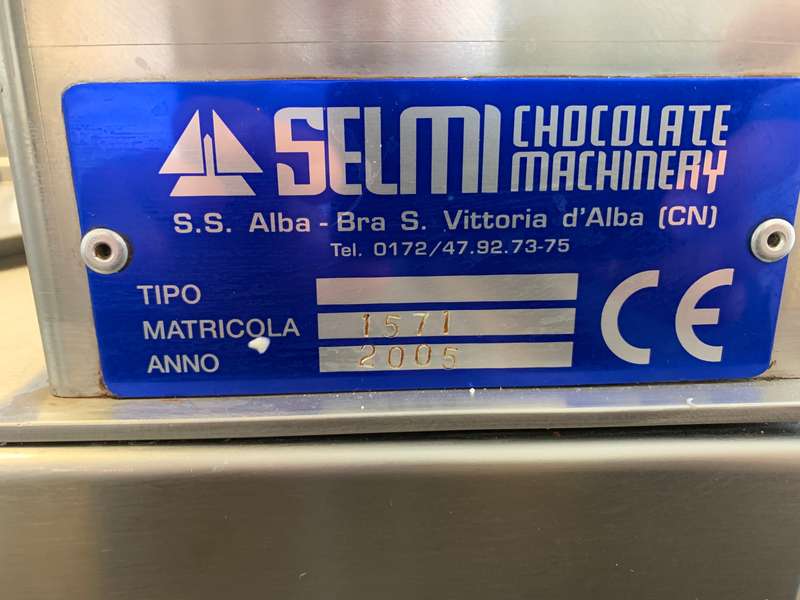 SELMI CHOCOLATE MACHINERY
S.S. Alba - Bra S. Vittoria d'Alba (CN)
Tel. 0172/47.92.73-75
TIPO
MATRICOLA 1571
ANNO 2005
CE